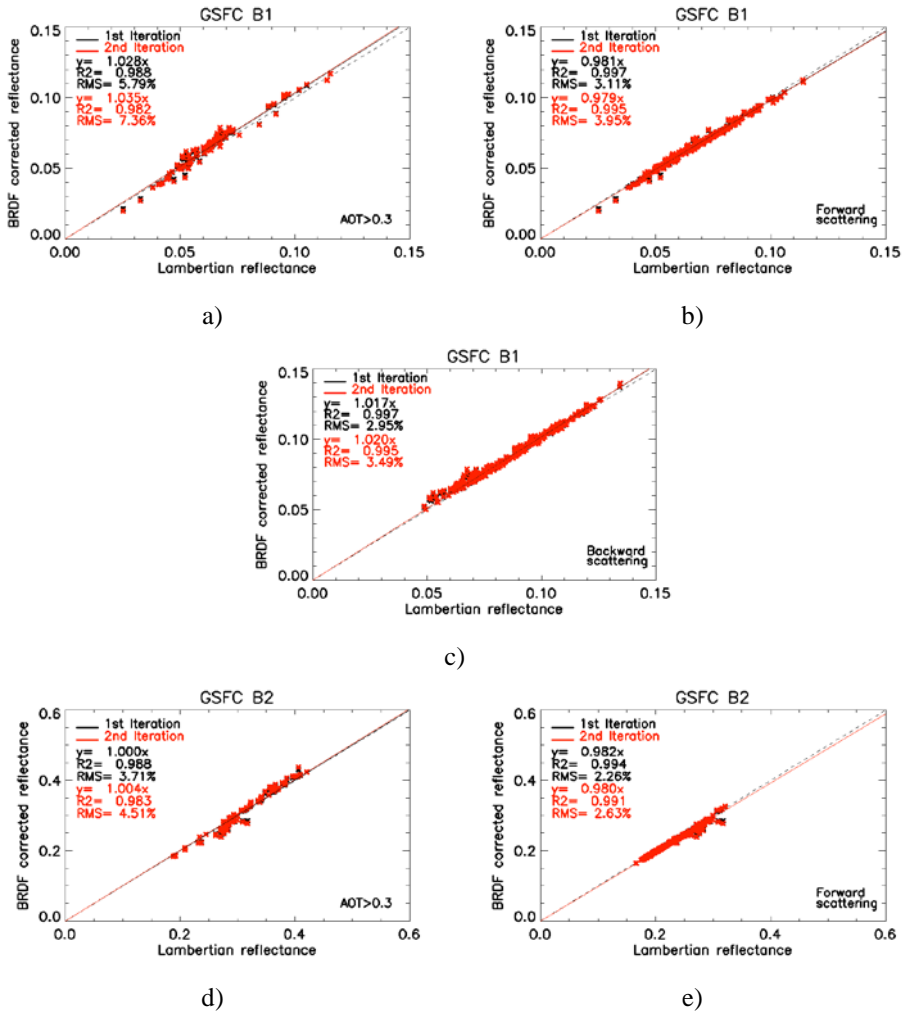 GSFC B1
0.15
1st Iteration
2nd Iteration
y= 1.028x
R2= 0.988
RMS= 5.79%
y= 1.035x
R2= 0.982
RMS= 7.36%
0.10
0.05
0.00
AOT>0.3
0.00 0.05 0.10 0.15
Lambertian reflectance
BRDF corrected reflectance
a)
GSFC B1
0.15
1st Iteration
2nd Iteration
y= 0.981x
R2= 0.997
RMS= 3.11%
y= 0.979x
R2= 0.995
RMS= 3.95%
0.10
0.05
0.00
Forward
scattering
0.00 0.05 0.10 0.15
Lambertian reflectance
BRDF corrected reflectance
b)
GSFC B1
0.15
1st Iteration
2nd Iteration
y= 1.017x
R2= 0.997
RMS= 2.95%
y= 1.020x
R2= 0.995
RMS= 3.49%
0.10
0.05
0.00
Backward
scattering
0.00 0.05 0.10 0.15
Lambertian reflectance
BRDF corrected reflectance
c)
GSFC B2
0.6
1st Iteration
2nd Iteration
y= 1.000x
R2= 0.988
RMS= 3.71%
y= 1.004x
R2= 0.983
RMS= 4.51%
0.4
0.2
0.0
AOT>0.3
0.0 0.2 0.4 0.6
Lambertian reflectance
BRDF corrected reflectance
d)
GSFC B2
0.6
1st Iteration
2nd Iteration
y= 0.982x
R2= 0.994
RMS= 2.26%
y= 0.980x
R2= 0.991
RMS= 2.63%
0.4
0.2
0.0
Forward
scattering
0.0 0.2 0.4 0.6
Lambertian reflectance
BRDF corrected reflectance
e)